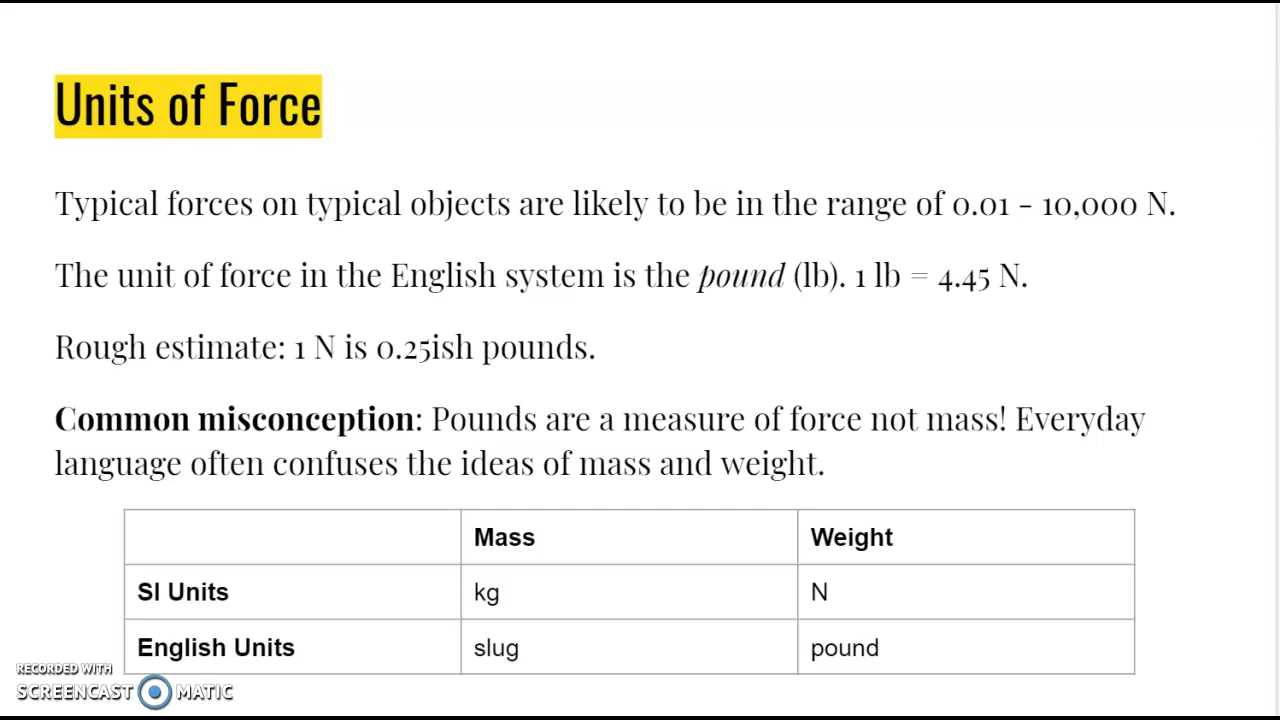 Units of Force
Typical forces on typical objects are likely to be in the range of 0.01 - 10,000 N.
The unit of force in the English system is the pound (lb). 1 lb = 4.45 N.
Rough estimate: 1 N is 0.25ish pounds.
Common misconception: Pounds are a measure of force not mass! Everyday
language often confuses the ideas of mass and weight.
Mass Weight
SI Units kg N
English Units slug pound
RECORDED WITH
SCREENCAST MATIC